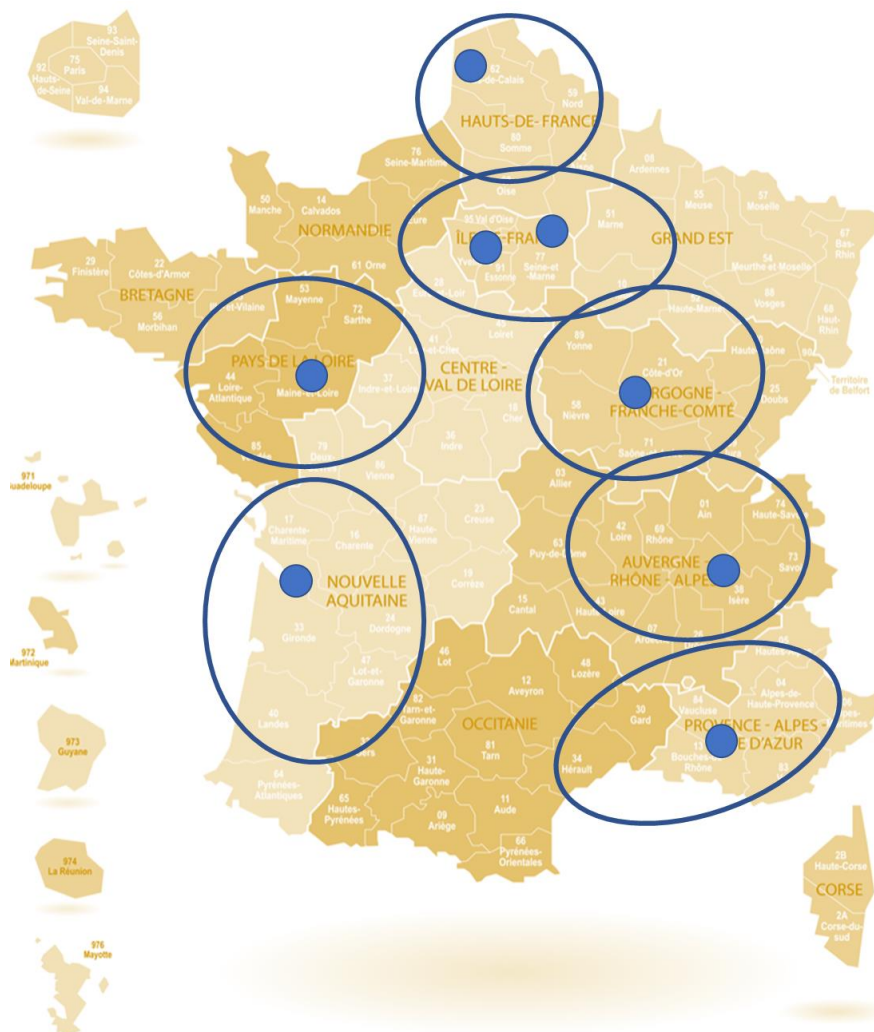 93
Seine-Saint-
Denis
75
Paris
92
Hauts-
de-Seine
94
Val-de-Marne
62
59
Nord
HAUTS-DE-FRANCE
80
Somme
76
Seine-Maritime
Oise
08
Ardennes
50
Manche
14
Calvados
NORMANDIE
95 Val d'Oise
91
Essonne
77
Seine-et-
Marne
51
Marne
55
Meuse
57
Moselle
GRAND EST
67
Bas-
Rhin
54
Meurthe et Moselle
88
Vosges
68
Haut-
Rhin
61 Orne
29
Finistère
22
Côtes-d'Armor
BRETAGNE
56
Morbihan
53
Mayenne
72
Sarthe
28
PAYS DE LA LOIRE
44
Loire-
Atlantique
Maine-et-Loire
85
45
Loiret
41
37
Indre-et-Loire
CENTRE -
VAL DE LOIRE
18
Cher
36
Indre
89
Yonne
21
Côte-d'Or
FRANCHE-COMTÉ
58
Nièvre
71
25
Doubs
90
Territoire
de Belfort
79
86
Vienne
971
972
Martinique
973
Guyane
974
La Réunion
976
Mayotte
17
Charente-
Maritime
16
Charente
87
Haute-
Vienne
23
Creuse
19
Corrèze
NOUVELLE
AQUITAINE
33
Gironde
24
Dordogne
47
Lot-et-
Garonne
40
Landes
64
Pyrénées-
Atlantiques
03
Allier
63
Puy-de-Dôme
42
Loire
69
Rhône
01
Ain
74
Haute-Savoie
73
AUVERGNE -
RHÔNE - ALPES
38
Isère
15
Cantal
43
07
26
05
46
Lot
48
Lozère
12
Aveyron
82
Tarn-et-
Garonne
OCCITANIE
30
Gard
81
Tarn
34
Hérault
31
Haute-
Garonne
65
Hautes-
Pyrénées
09
Ariège
11
Aude
66
Pyrénées-
Orientales
04
Alpes-de-
Haute-Provence
84
Vaucluse
PROVENCE - ALPES -
D'AZUR
Rhône
83
2B
Haute-Corse
CORSE
2A
Corse-du-
sud